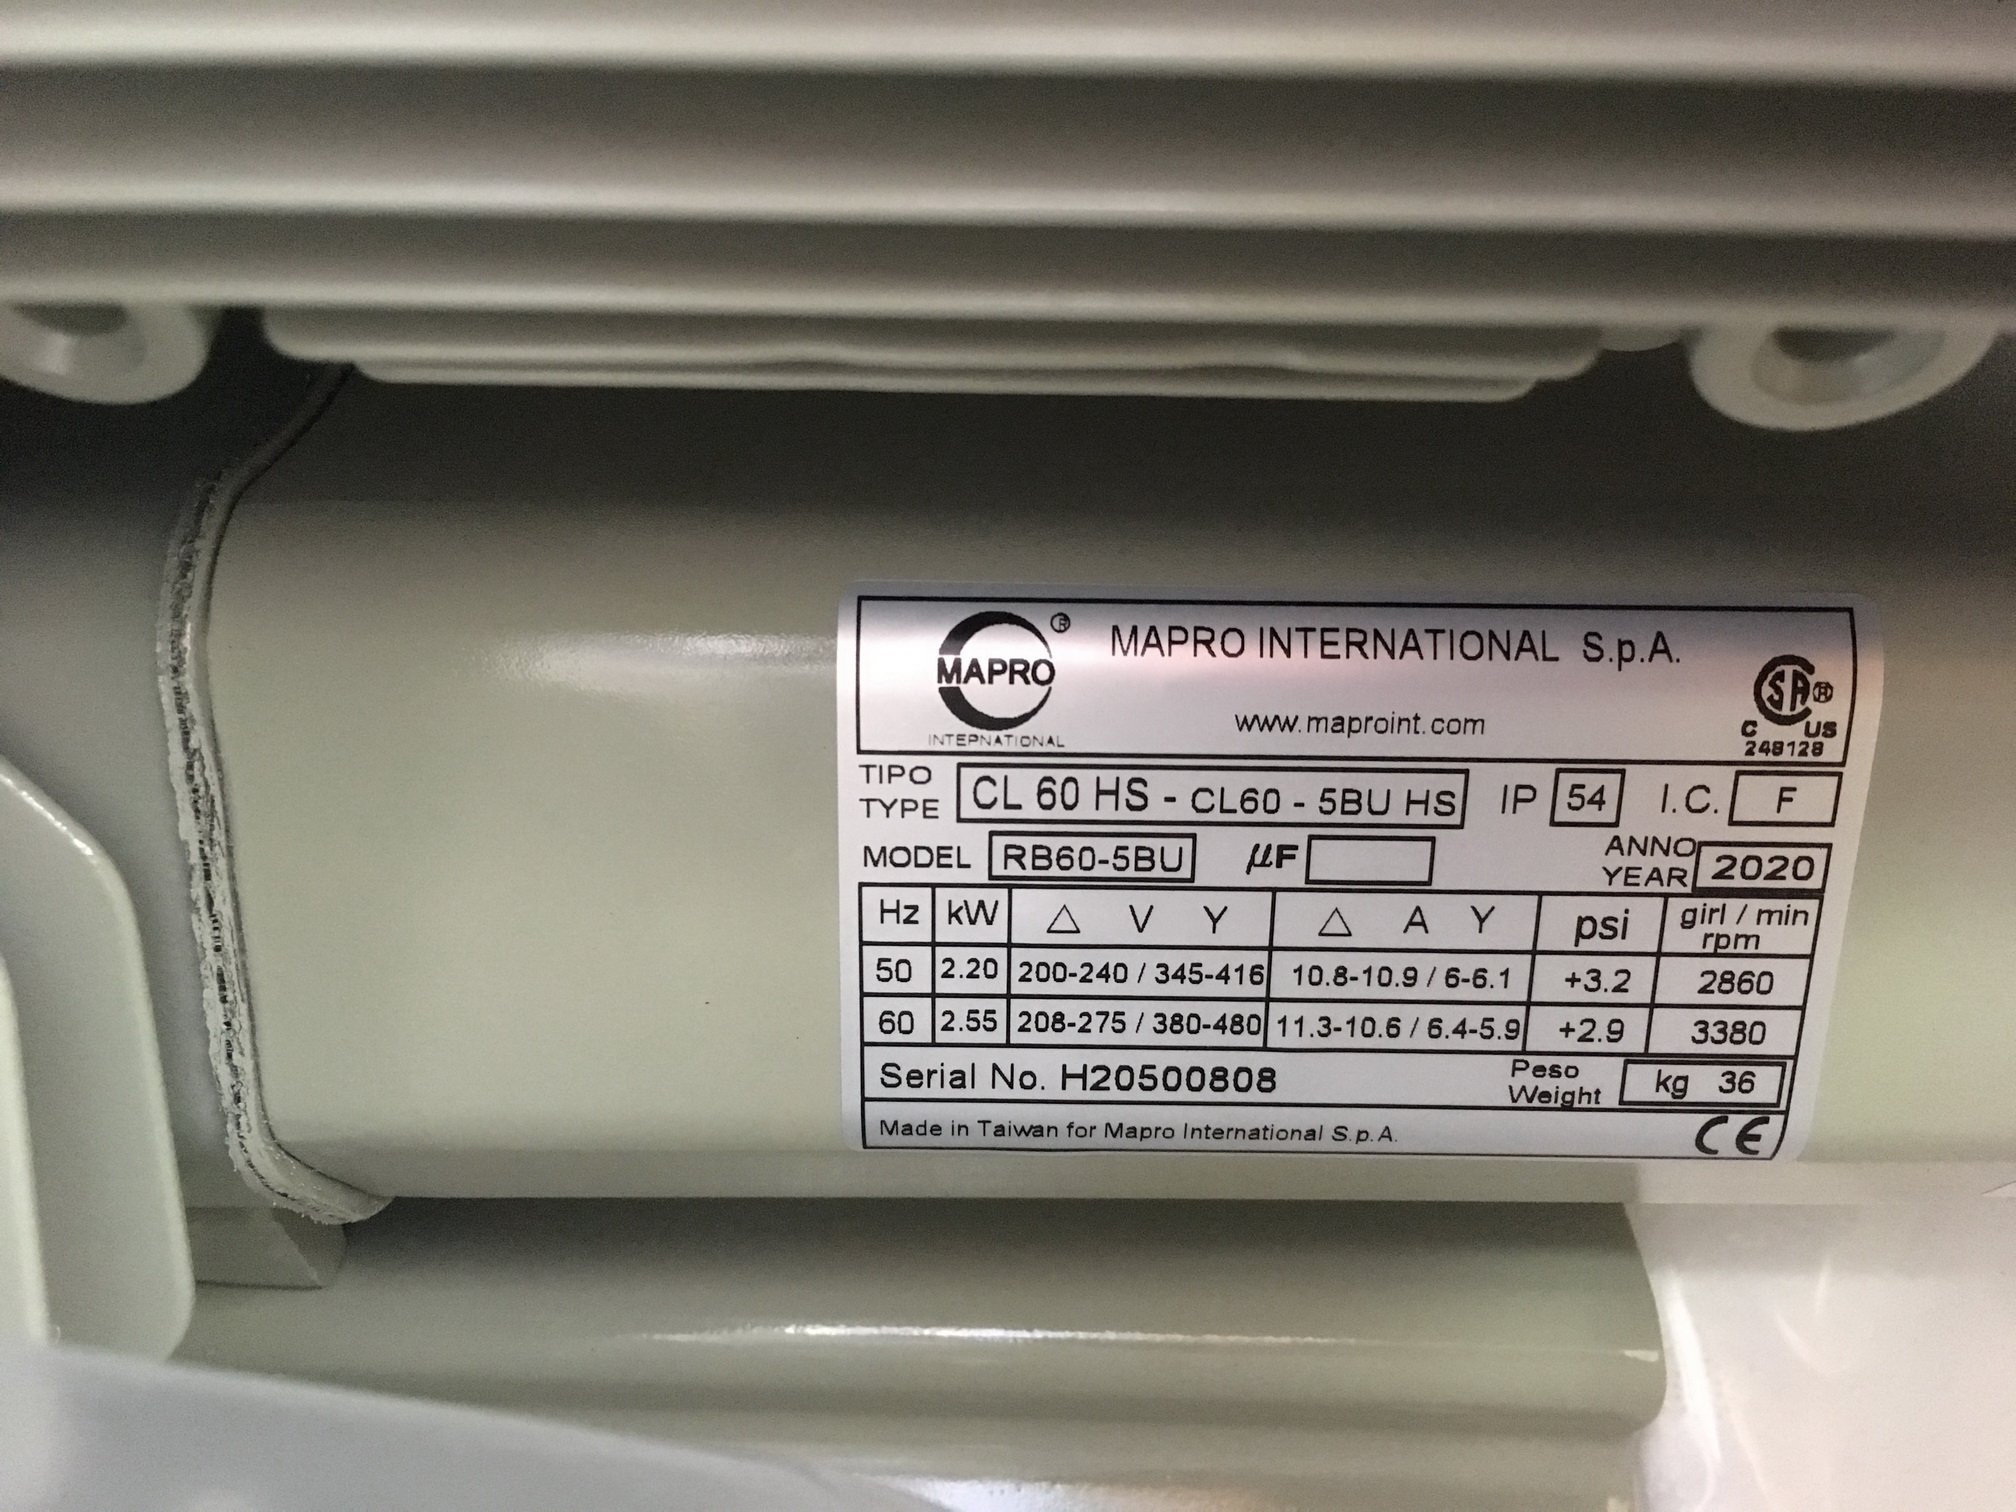 MAPRO ®
INTERNATIONAL
MAPRO INTERNATIONAL S.p.A.
www.maproint.com
CSA ®
C US
248128
TIPO
TYPE CL 60 HS - CL60 - 5BU HS IP 54 I.C. F
MODEL RB60-5BU µF ANNO
YEAR 2020
Hz kW △ V Y △ A Y psi girl / min
rpm
50 2.20 200-240 / 345-416 10.8-10.9 / 6-6.1 +3.2 2860
60 2.55 208-275 / 380-480 11.3-10.6 / 6.4-5.9 +2.9 3380
Serial No. H20500808 Peso
Weight kg 36
Made in Taiwan for Mapro International S.p.A. CE